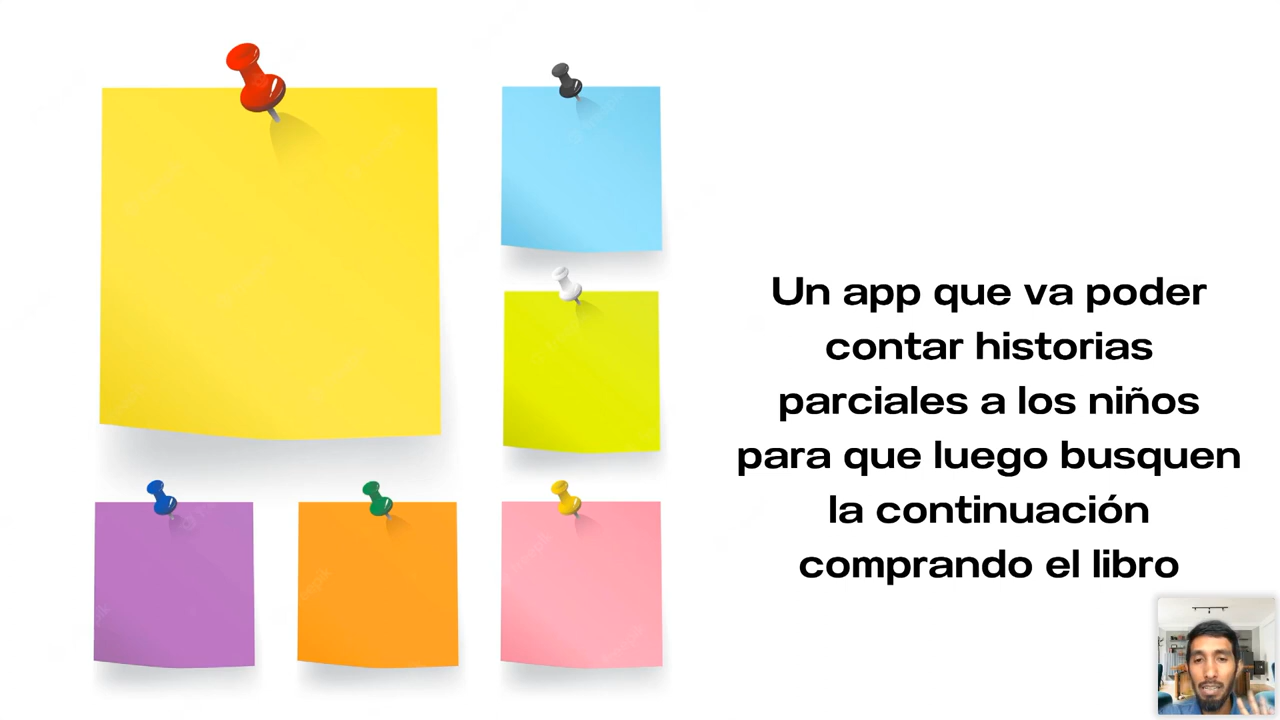 Un app que va poder
contar historias
parciales a los niños
para que luego busquen
la continuación
comprando el libro